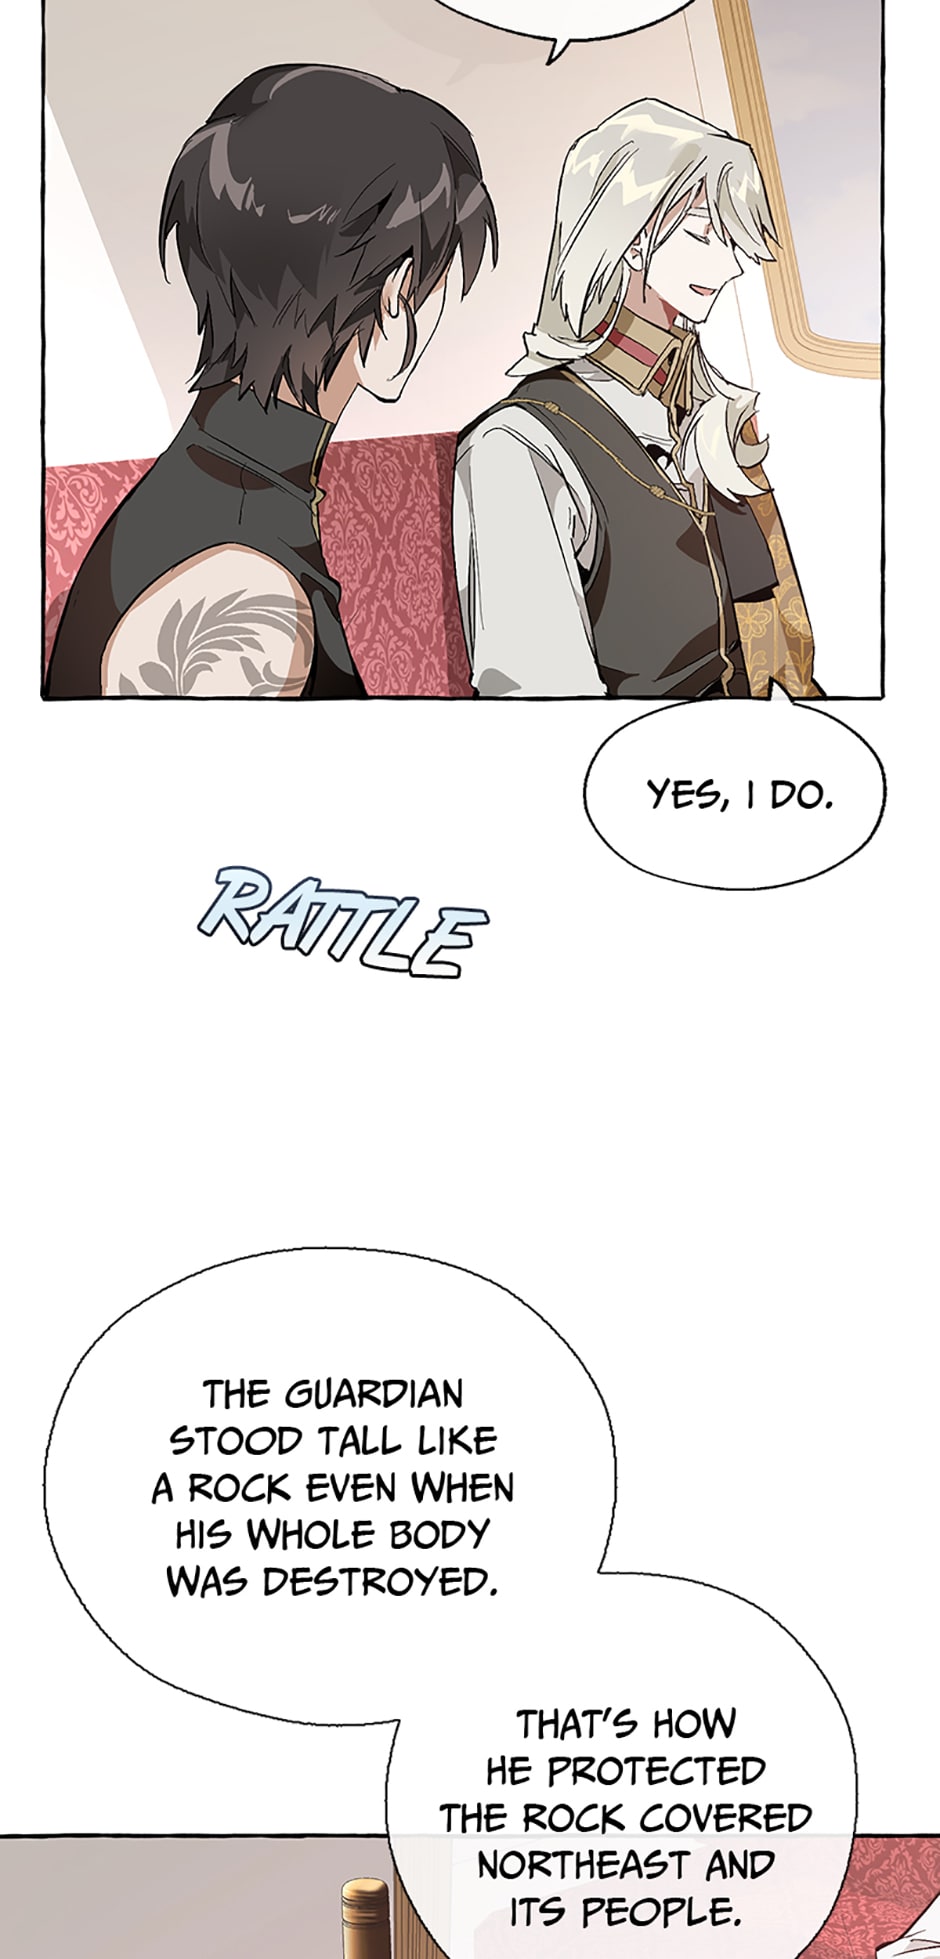 YES, I DO.
RATTLE
THE GUARDIAN
STOOD TALL LIKE
A ROCK EVEN WHEN
HIS WHOLE BODY
WAS DESTROYED.
THAT'S HOW
HE PROTECTED
THE ROCK COVERED
NORTHEAST AND
ITS PEOPLE.